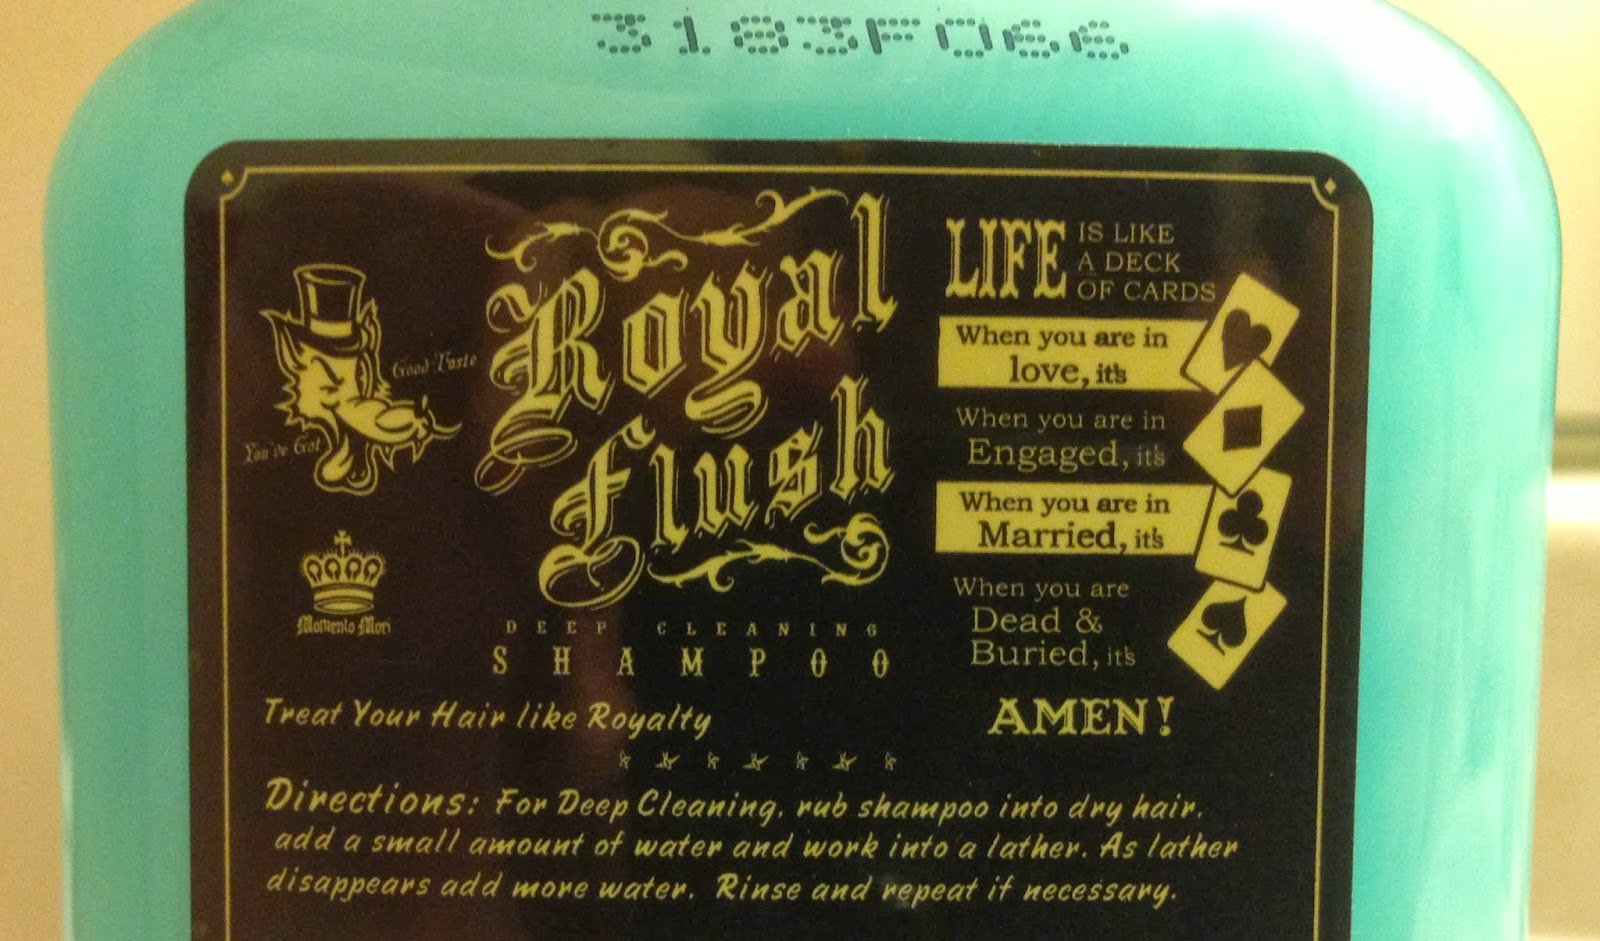 3183F066
Good Taste
You've Got
Momento Mori
Royal
Flush
DEEP CLEANING
SHAMPOO
LIFE IS LIKE
A DECK
OF CARDS
When you are in
love, it's
When you are in
Engaged, it's
When you are in
Married, it's
When you are
Dead &
Buried, it's
AMEN!
Treat Your Hair like Royalty
Directions: For Deep Cleaning, rub shampoo into dry hair.
add a small amount of water and work into a lather. As lather
disappears add more water. Rinse and repeat if necessary.